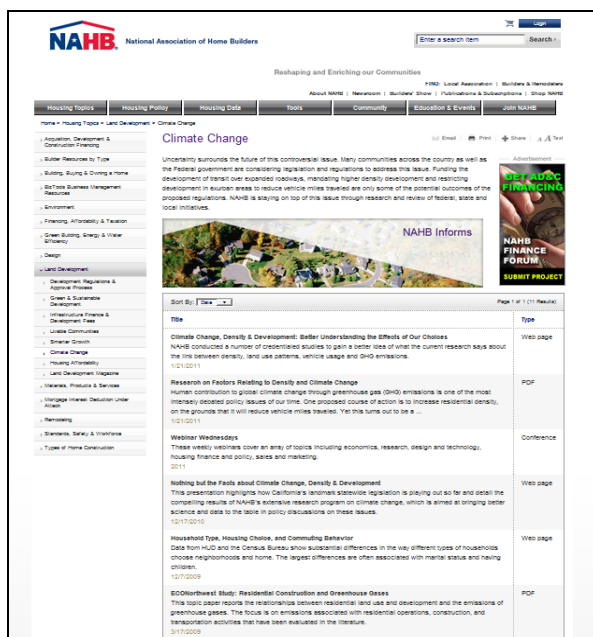 Login
NAHB. National Association of Home Builders
Enter a search item Search ›
Reshaping and Enriching our Communities
FIND: Local Association | Builders & Remodelers
About NAHB | Newsroom | Builders' Show | Publications & Subscriptions | Shop NAHB
Housing Topics Housing Policy Housing Data Tools Community Education & Events Join NAHB
Home > Housing Topics > Land Development > Climate Change
Acquisition, Development &
Construction Financing
Builder Resources by Type
Building, Buying & Owning a Home
BizTools Business Management
Resources
Environment
Financing, Affordability & Taxation
Green Building, Energy & Water
Efficiency
Design
Land Development
Development Regulations &
Approval Process
Green & Sustainable
Development
Infrastructure Finance &
Development Fees
Livable Communities
Smarter Growth
Climate Change
Housing Affordability
Land Development Magazine
Materials, Products & Services
Mortgage Interest Deduction Under
Attack
Remodeling
Standards, Safety & Workforce
Types of Home Construction
Climate Change
Email Print Share A A Text
Uncertainty surrounds the future of this controversial issue. Many communities across the country as well as
the Federal government are considering legislation and regulations to address this issue. Funding the
development of transit over expanded roadways, mandating higher density development and restricting
development in exurban areas to reduce vehicle miles traveled are only some of the potential outcomes of the
proposed regulations. NAHB is staying on top of this issue through research and review of federal, state and
local initiatives.
Advertisement
GET AD&C
FINANCING
NAHB
FINANCE
FORUM
SUBMIT PROJECT
NAHB Informs
Sort By: Date Page 1 of 1 (11 Results)
Title Type
Climate Change, Density & Development: Better Understanding the Effects of Our Choices Web page
NAHB conducted a number of credentialed studies to gain a better idea of what the current research says about
the link between density, land use patterns, vehicle usage and GHG emissions.
1/21/2011
Research on Factors Relating to Density and Climate Change PDF
Human contribution to global climate change through greenhouse gas (GHG) emissions is one of the most
intensely debated policy issues of our time. One proposed course of action is to increase residential density,
on the grounds that it will reduce vehicle miles traveled. Yet this turns out to be a ...
1/21/2011
Webinar Wednesdays Conference
These weekly webinars cover an array of topics including economics, research, design and technology,
housing finance and policy, sales and marketing.
2011
Nothing but the Facts about Climate Change, Density & Development Web page
This presentation highlights how California's landmark statewide legislation is playing out so far and detail the
compelling results of NAHB's extensive research program on climate change, which is aimed at bringing better
science and data to the table in policy discussions on these issues.
12/17/2010
Household Type, Housing Choice, and Commuting Behavior Web page
Data from HUD and the Census Bureau show substantial differences in the way different types of households
choose neighborhoods and home. The largest differences are often associated with marital status and having
children.
12/7/2009
ECONorthwest Study: Residential Construction and Greenhouse Gases PDF
This topic paper reports the relationships between residential land use and development and the emissions of
greenhouse gases. The focus is on emissions associated with residential operations, construction, and
transportation activities that have been evaluated in the literature.
3/17/2009